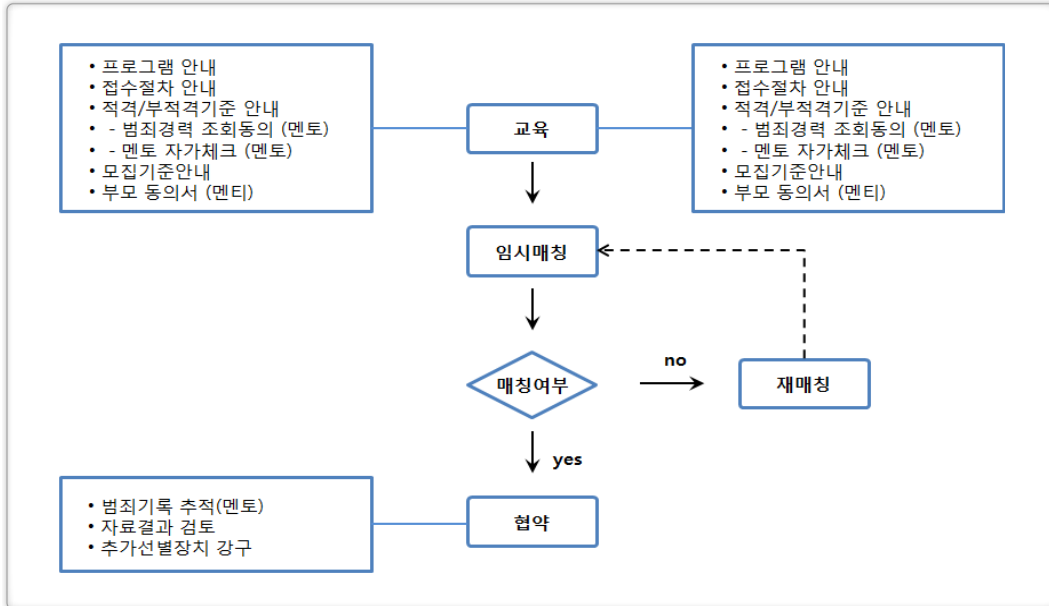 • 프로그램 안내
• 접수절차 안내
• 적격/부적격기준 안내
• - 범죄경력 조회동의 (멘토)
• - 멘토 자가체크 (멘토)
• 모집기준안내
• 부모 동의서 (멘티)
교육
• 프로그램 안내
• 접수절차 안내
• 적격/부적격기준 안내
• - 범죄경력 조회동의 (멘토)
• - 멘토 자가체크 (멘토)
• 모집기준안내
• 부모 동의서 (멘티)
임시매칭
매칭여부
no
재매칭
yes
• 범죄기록 추적(멘토)
• 자료결과 검토
• 추가선별장치 강구
협약